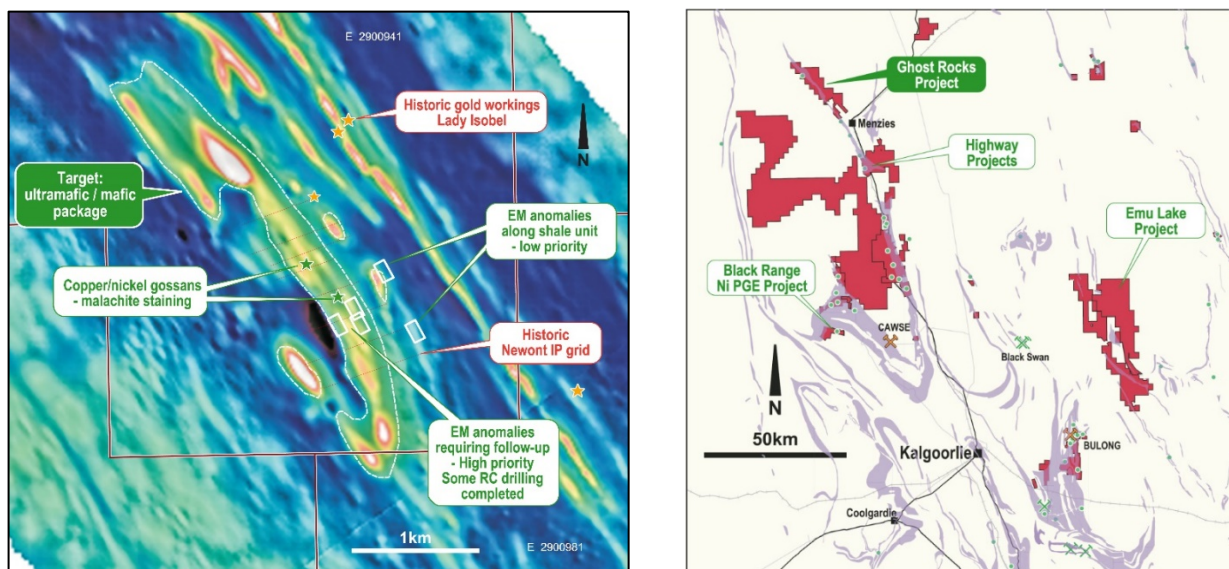 E 2900941
Historic gold workings
Lady Isobel
N
Target:
ultramafic / mafic
package
EM anomalies
along shale unit
- low priority
Copper/nickel gossans
- malachite staining
Historic
Newont IP grid
EM anomalies
requiring follow-up
- High priority
Some RC drilling
completed
1km
E 2900981
Ghost Rocks
Project
Menzies
Highway
Projects
Emu Lake
Project
Black Range
Ni PGE Project
CAWSE
Black Swan
N
50km
Kalgoorlie
BULONG
Coolgardie